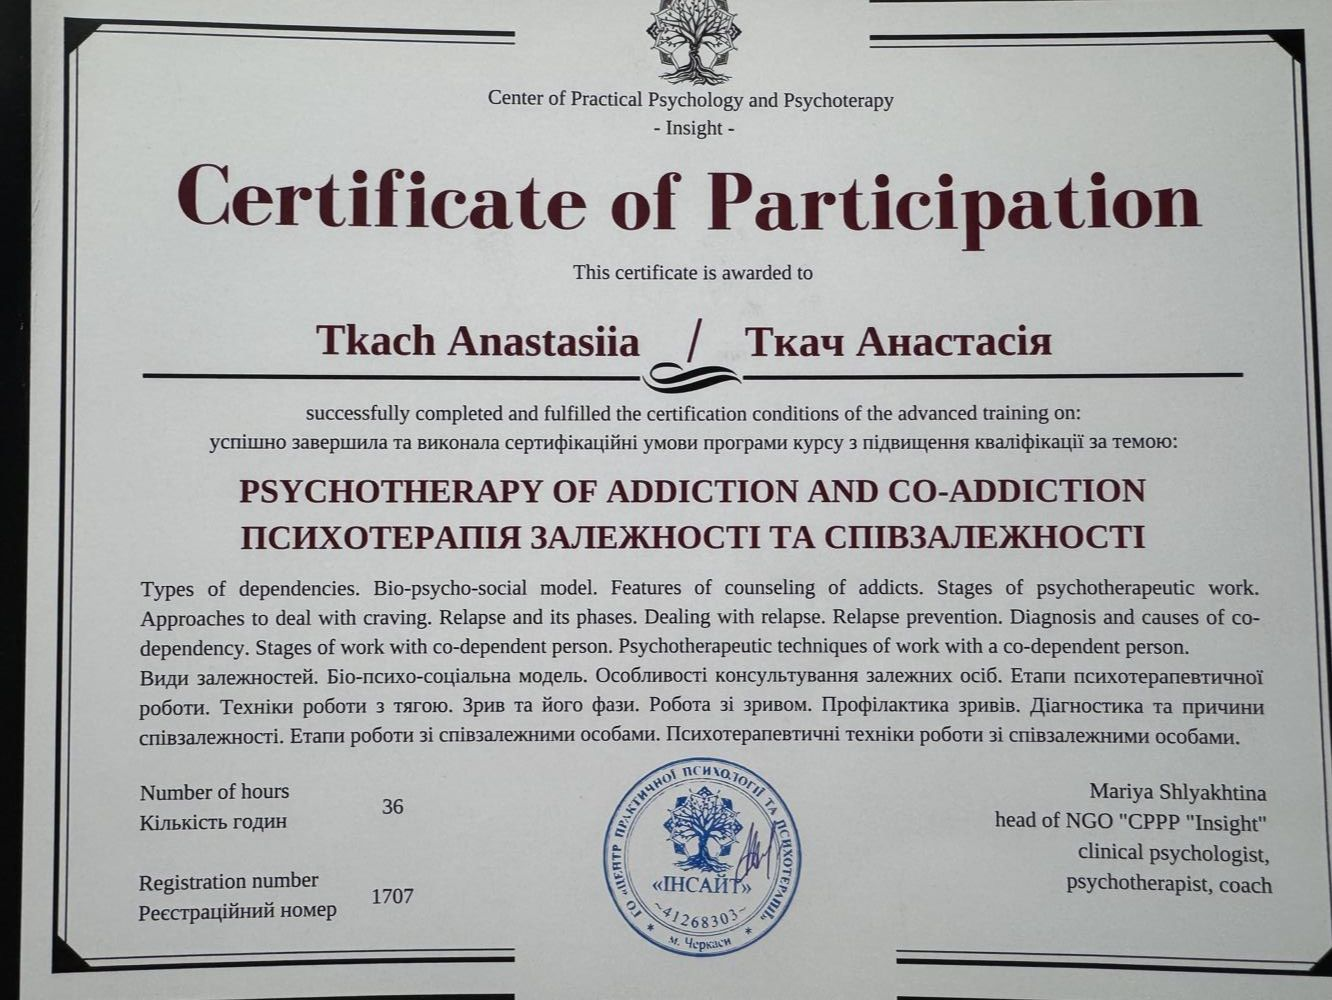 Center of Practical Psychology and Psychoterapy
- Insight -
Certificate of Participation
This certificate is awarded to
Tkach Anastasiia / Ткач Анастасія
successfully completed and fulfilled the certification conditions of the advanced training on:
успішно завершила та виконала сертифікаційні умови програми курсу з підвищення кваліфікації за темою:
PSYCHOTHERAPY OF ADDICTION AND CO-ADDICTION
ПСИХОТЕРАПІЯ ЗАЛЕЖНОСТІ ТА СПІВЗАЛЕЖНОСТІ
Types of dependencies. Bio-psycho-social model. Features of counseling of addicts. Stages of psychotherapeutic work.
Approaches to deal with craving. Relapse and its phases. Dealing with relapse. Relapse prevention. Diagnosis and causes of co-
dependency. Stages of work with co-dependent person. Psychotherapeutic techniques of work with a co-dependent person.
Види залежностей. Біо-психо-соціальна модель. Особливості консультування залежних осіб. Етапи психотерапевтичної
роботи. Техніки роботи з тягою. Зрив та його фази. Робота зі зривом. Профілактика зривів. Діагностика та причини
співзалежності. Етапи роботи зі співзалежними особами. Психотерапевтичні техніки роботи зі співзалежними особами.
Number of hours
Кількість годин
36
Registration number
Реєстраційний номер
1707
ГО «ЦЕНТР ПРАКТИЧНОЇ ПСИХОЛОГІЇ ТА ПСИХОТЕРАПІЇ»
«ІНСАЙТ»
~41268303~
* м. Черкаси *
Mariya Shlyakhtina
head of NGO "CPPP "Insight"
clinical psychologist,
psychotherapist, coach